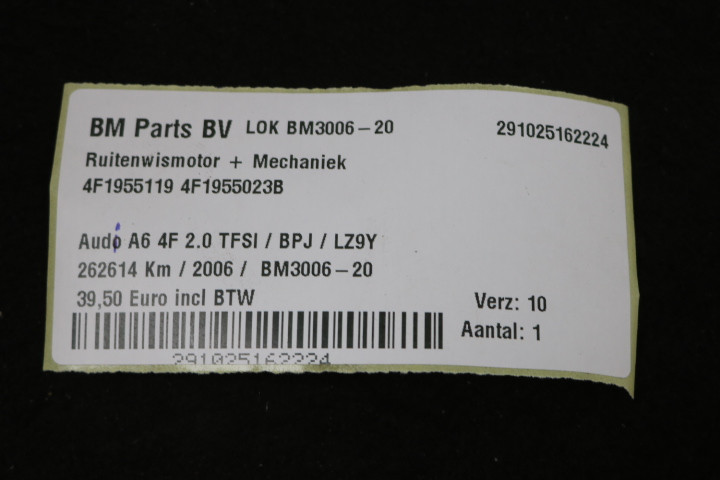 BM Parts BV LOK BM3006-20 291025162224
Ruitenwismotor + Mechaniek
4F1955119 4F1955023B
Audi A6 4F 2.0 TFSI / BPJ / LZ9Y
262614 Km / 2006 / BM3006-20
39,50 Euro incl BTW
Verz: 10
Aantal: 1
291025162224